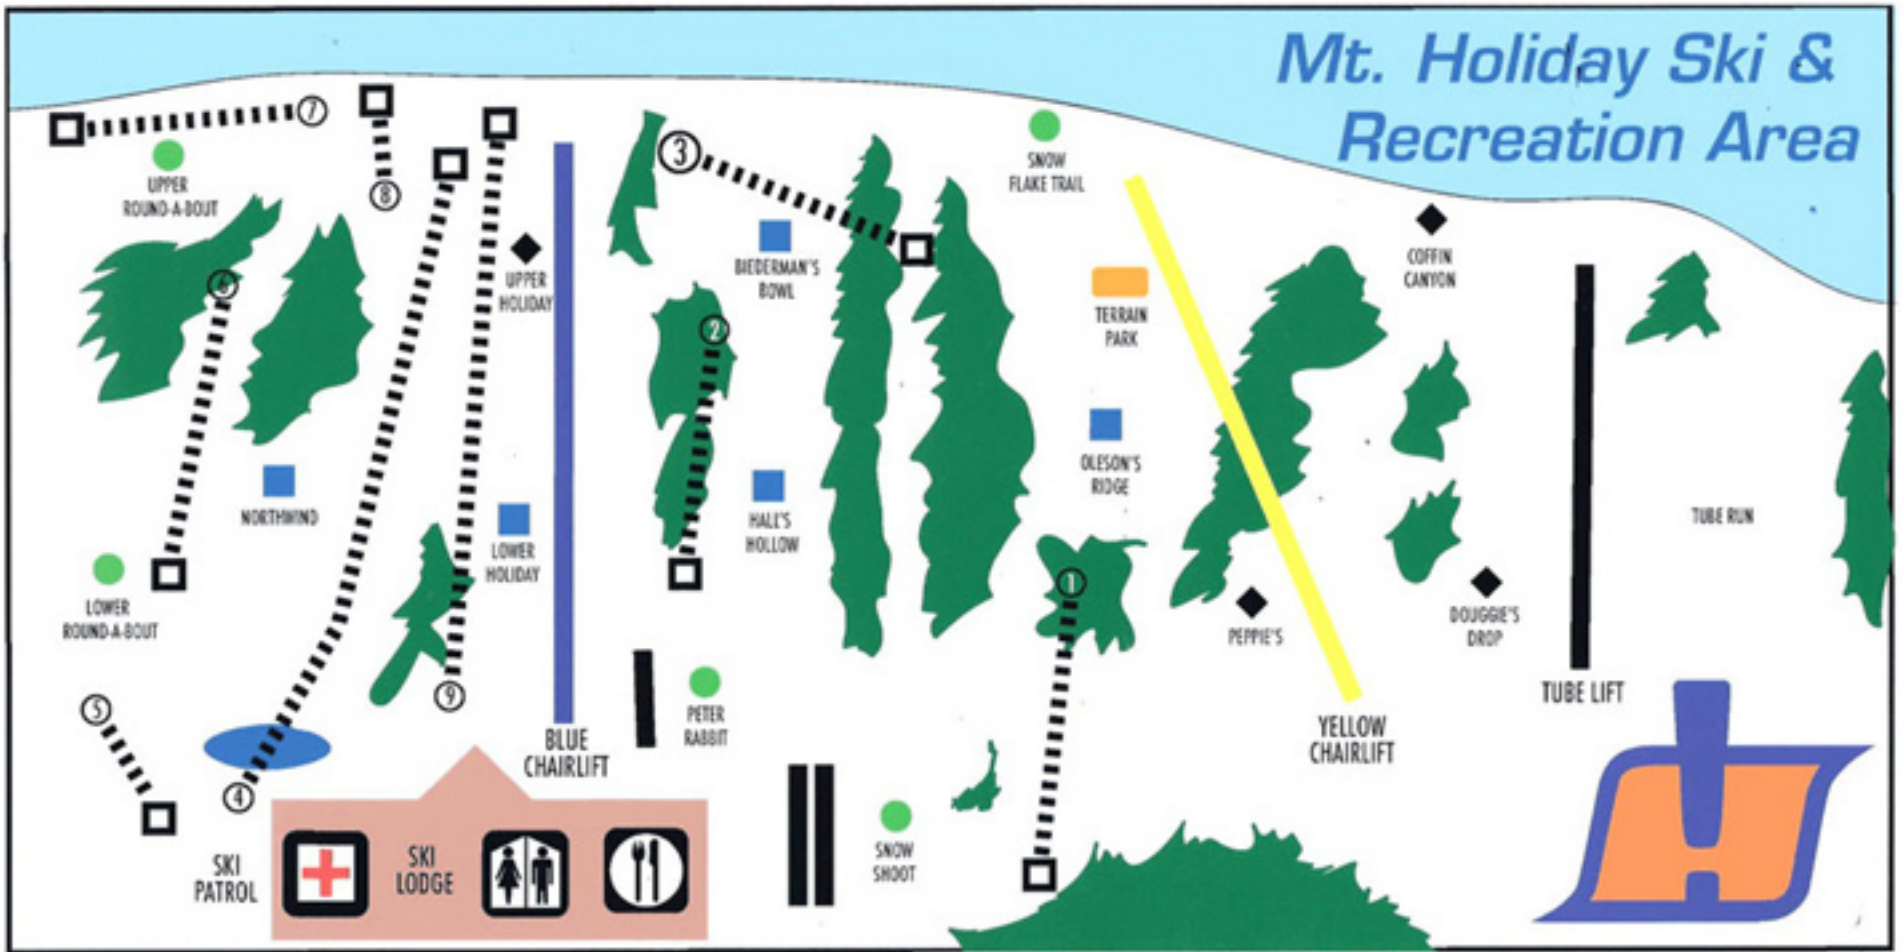 Mt. Holiday Ski &
Recreation Area
7
8
3
UPPER
ROUND-A-BOUT
SNOW
FLAKE TRAIL
UPPER
HOLIDAY
BIEDERMAN'S
BOWL
COFFIN
CANYON
6
2
TERRAIN
PARK
NORTHWIND
LOWER
HOLIDAY
HALL'S
HOLLOW
OLESON'S
RIDGE
TUBE RUN
LOWER
ROUND-A-BOUT
1
PEPPIE'S
DOUGGIE'S
DROP
5
9
PETER
RABBIT
TUBE LIFT
BLUE
CHAIRLIFT
YELLOW
CHAIRLIFT
4
SKI
PATROL
SKI
LODGE
SNOW
SHOOT